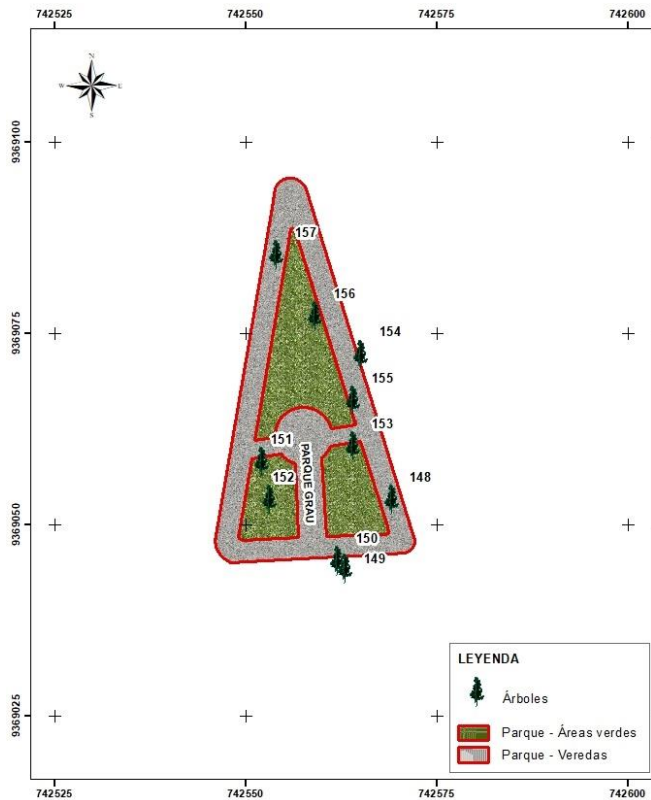 742525 742550 742575 742600
N
W E
S
9369100
157
156
9369075
154
155
153
151
PARQUE GRAU
152
148
9369050
150
149
LEYENDA
Árboles
9369025
Parque - Áreas verdes
Parque - Veredas
742525 742550 742575 742600